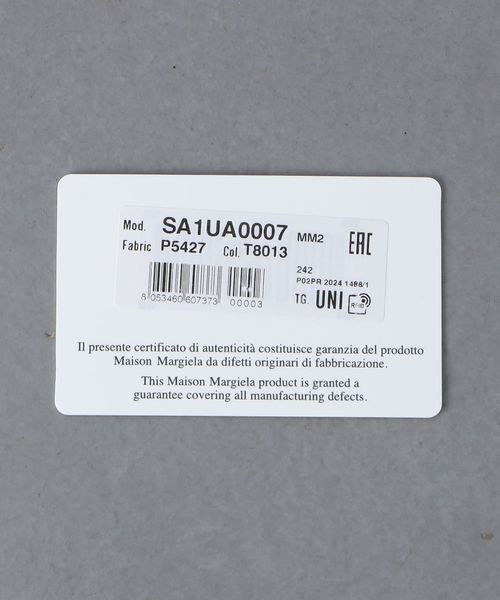 Mod. SA1UA0007 MM2 EAC
Fabric P5427 Col. T8013
242
P02PR 2024 1488/1
8 053460 607373 00003 TG. UNI RFID
Il presente certificato di autenticità costituisce garanzia del prodotto
Maison Margiela da difetti originari di fabbricazione.
This Maison Margiela product is granted a
guarantee covering all manufacturing defects.